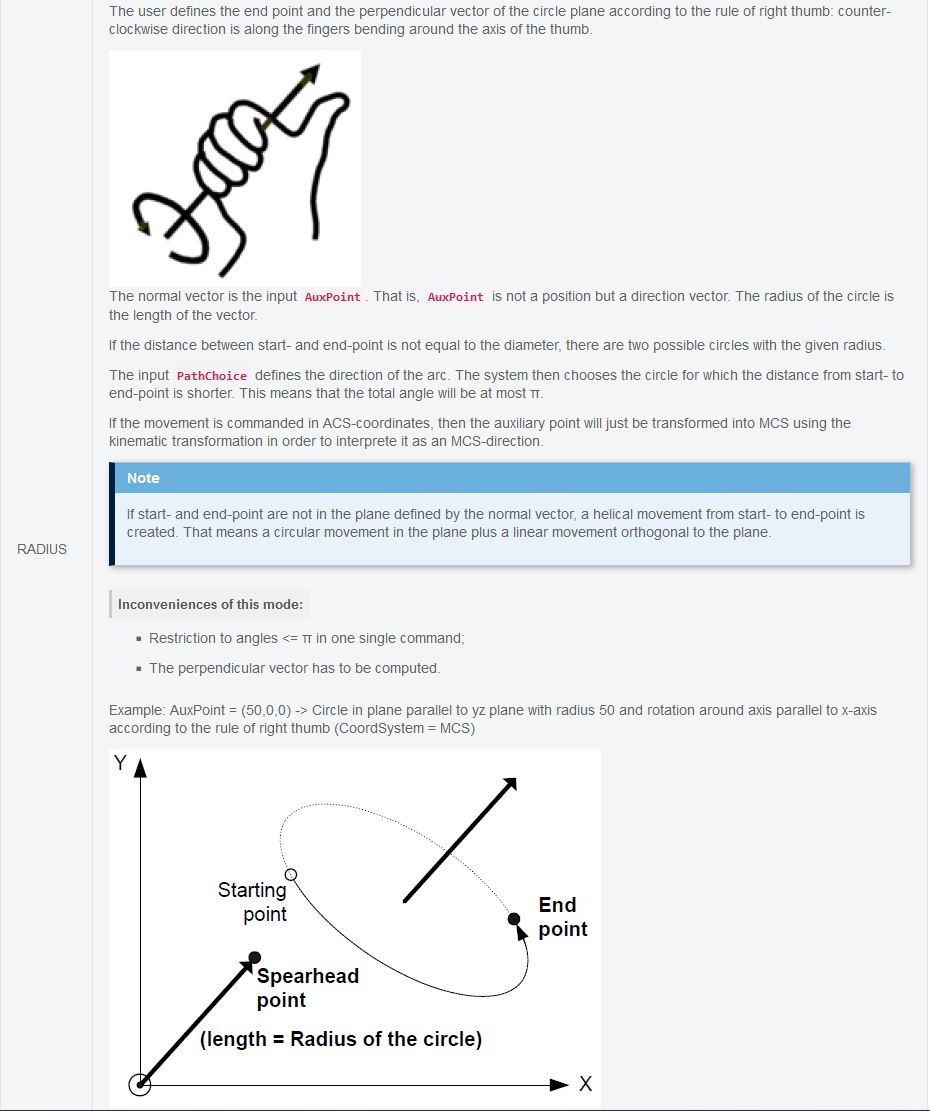 The user defines the end point and the perpendicular vector of the circle plane according to the rule of right thumb: counter-
clockwise direction is along the fingers bending around the axis of the thumb.
The normal vector is the input AuxPoint . That is, AuxPoint is not a position but a direction vector. The radius of the circle is
the length of the vector.
If the distance between start- and end-point is not equal to the diameter, there are two possible circles with the given radius.
The input PathChoice defines the direction of the arc. The system then chooses the circle for which the distance from start- to
end-point is shorter. This means that the total angle will be at most π.
If the movement is commanded in ACS-coordinates, then the auxiliary point will just be transformed into MCS using the
kinematic transformation in order to interprete it as an MCS-direction.
Note
If start- and end-point are not in the plane defined by the normal vector, a helical movement from start- to end-point is
created. That means a circular movement in the plane plus a linear movement orthogonal to the plane.
RADIUS
Inconveniences of this mode:
▪ Restriction to angles <= π in one single command;
▪ The perpendicular vector has to be computed.
Example: AuxPoint = (50,0,0) -> Circle in plane parallel to yz plane with radius 50 and rotation around axis parallel to x-axis
according to the rule of right thumb (CoordSystem = MCS)
Y
Starting
point
End
point
Spearhead
point
(length = Radius of the circle)
X